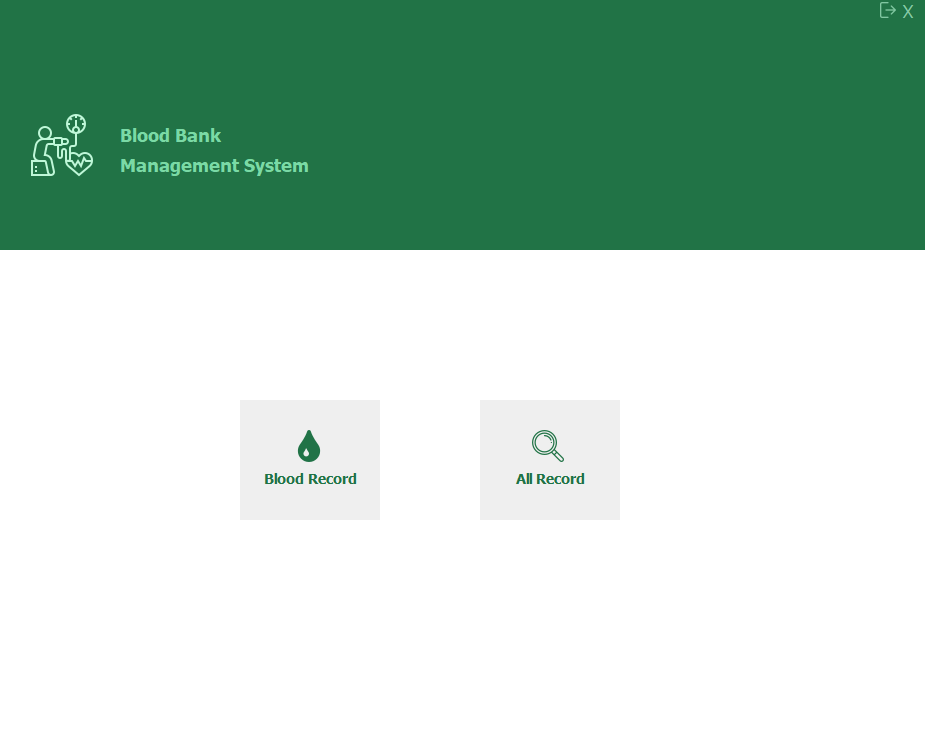 X
Blood Bank
Management System
Blood Record
All Record